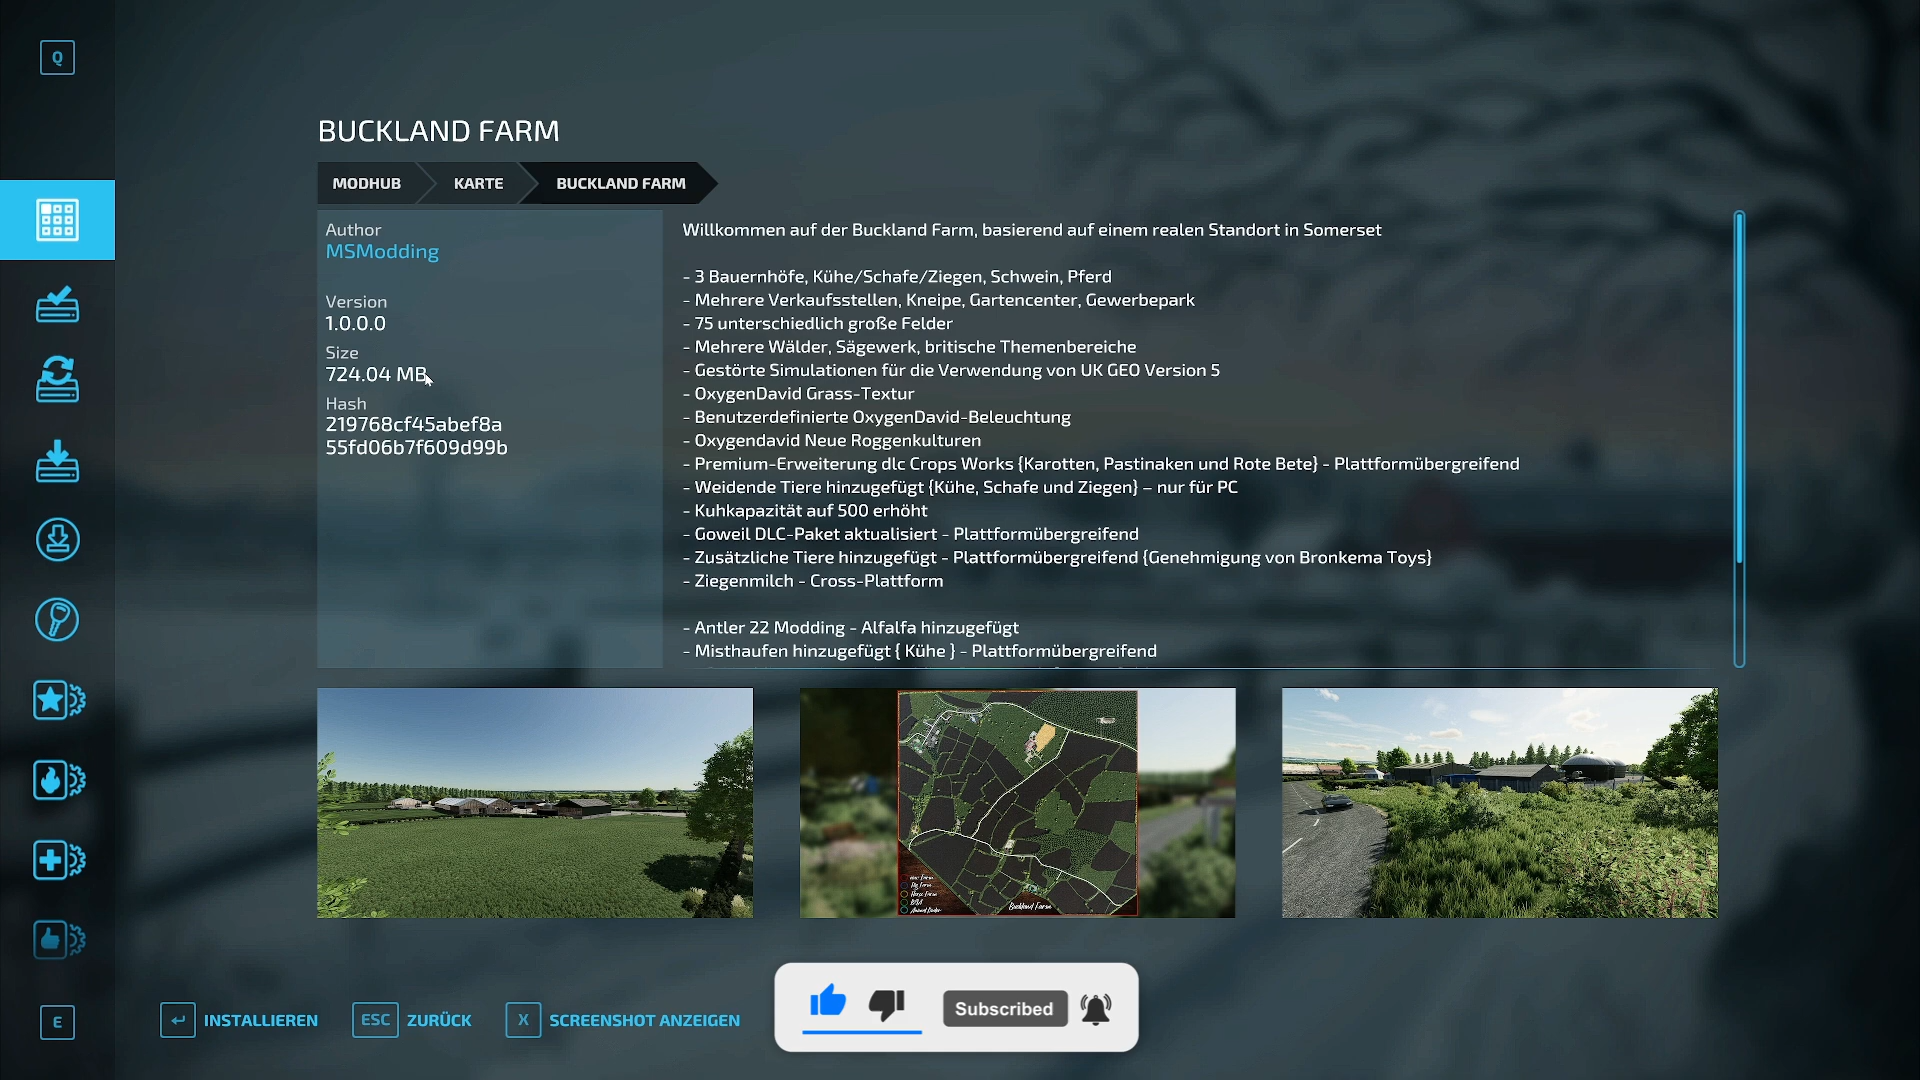 Q
BUCKLAND FARM
MODHUB
KARTE
BUCKLAND FARM
Author
MSModding
Version
1.0.0.0
Size
724.04 MB
Hash
219768cf45abef8a
55fd06b7f609d99b
Willkommen auf der Buckland Farm, basierend auf einem realen Standort in Somerset
- 3 Bauernhöfe, Kühe/Schafe/Ziegen, Schwein, Pferd
- Mehrere Verkaufsstellen, Kneipe, Gartencenter, Gewerbepark
- 75 unterschiedlich große Felder
- Mehrere Wälder, Sägewerk, britische Themenbereiche
- Gestörte Simulationen für die Verwendung von UK GEO Version 5
- OxygenDavid Grass-Textur
- Benutzerdefinierte OxygenDavid-Beleuchtung
- Oxygendavid Neue Roggenkulturen
- Premium-Erweiterung dlc Crops Works {Karotten, Pastinaken und Rote Bete} - Plattformübergreifend
- Weidende Tiere hinzugefügt {Kühe, Schafe und Ziegen} – nur für PC
- Kuhkapazität auf 500 erhöht
- Goweil DLC-Paket aktualisiert - Plattformübergreifend
- Zusätzliche Tiere hinzugefügt - Plattformübergreifend {Genehmigung von Bronkema Toys}
- Ziegenmilch - Cross-Plattform
- Antler 22 Modding - Alfalfa hinzugefügt
- Misthaufen hinzugefügt { Kühe } - Plattformübergreifend
Buckland Farm
E
INSTALLIEREN
ESC
ZURÜCK
X
SCREENSHOT ANZEIGEN
Subscribed